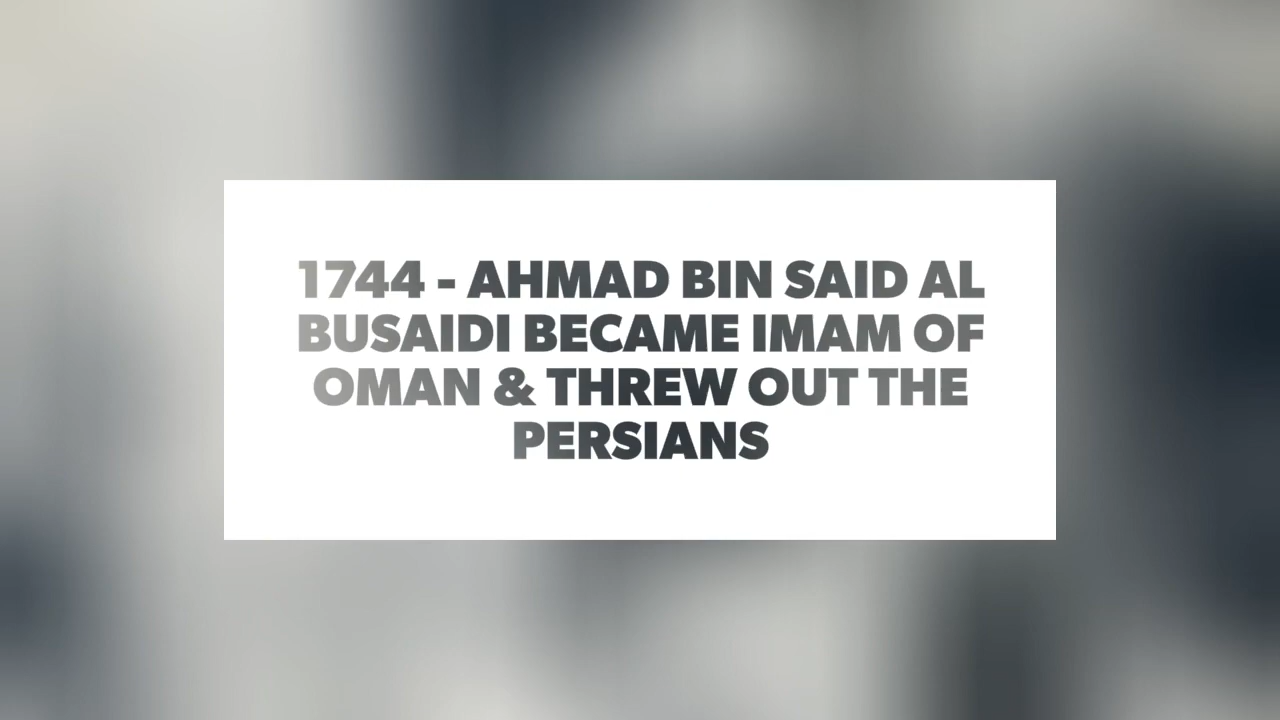 1744 - AHMAD BIN SAID AL
BUSAIDI BECAME IMAM OF
OMAN & THREW OUT THE
PERSIANS